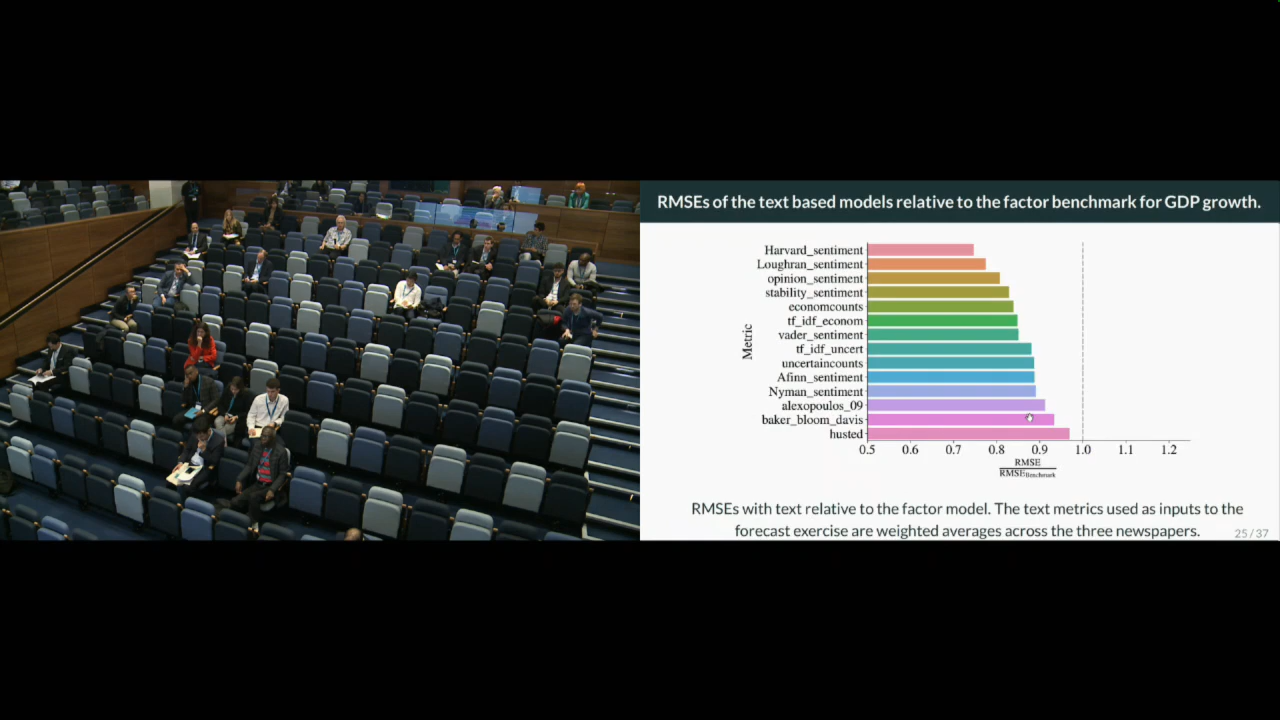 RMSEs of the text based models relative to the factor benchmark for GDP growth.
Metric
Harvard_sentiment
Loughran_sentiment
opinion_sentiment
stability_sentiment
economcounts
tf_idf_econom
vader_sentiment
tf_idf_uncert
uncertaincounts
Afinn_sentiment
Nyman_sentiment
alexopoulos_09
baker_bloom_davis
husted
0.5 0.6 0.7 0.8 0.9 1.0 1.1 1.2
RMSE
RMSEBenchmark
RMSEs with text relative to the factor model. The text metrics used as inputs to the
forecast exercise are weighted averages across the three newspapers.
25 / 37